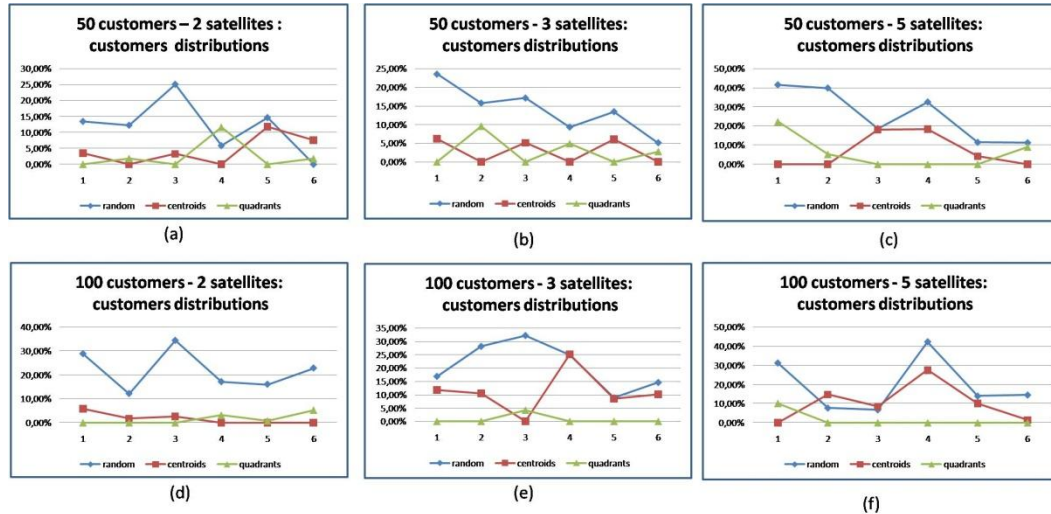 50 customers – 2 satellites :
customers distributions
30,00%
25,00%
20,00%
15,00%
10,00%
5,00%
0,00%
1 2 3 4 5 6
random centroids quadrants
(a)
50 customers - 3 satellites:
customers distributions
25,00%
20,00%
15,00%
10,00%
5,00%
0,00%
1 2 3 4 5 6
random centroids quadrants
(b)
50 customers - 5 satellites:
customers distributions
50,00%
40,00%
30,00%
20,00%
10,00%
0,00%
1 2 3 4 5 6
random centroids quadrants
(c)
100 customers - 2 satellites:
customers distributions
40,00%
30,00%
20,00%
10,00%
0,00%
1 2 3 4 5 6
random centroids quadrants
(d)
100 customers - 3 satellites:
customers distributions
35,00%
30,00%
25,00%
20,00%
15,00%
10,00%
5,00%
0,00%
1 2 3 4 5 6
random centroids quadrants
(e)
100 customers - 5 satellites:
customers distributions
50,00%
40,00%
30,00%
20,00%
10,00%
0,00%
1 2 3 4 5 6
random centroids quadrants
(f)